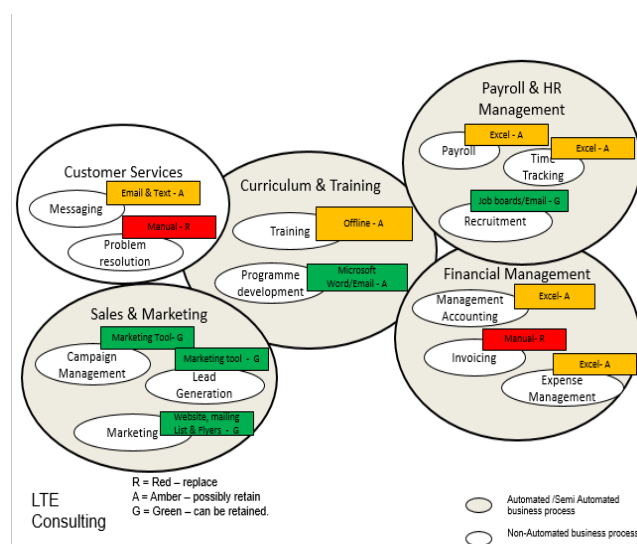 Payroll & HR
Management
Excel - A
Payroll
Excel - A
Time
Tracking
Job boards/Email - G
Recruitment
Customer Services
Email & Text - A
Messaging
Manual - R
Problem
resolution
Curriculum & Training
Offline - A
Training
Microsoft
Word/Email - A
Programme
development
Financial Management
Management
Accounting
Excel- A
Manual- R
Invoicing
Excel-A
Expense
Management
Sales & Marketing
Marketing Tool- G
Campaign
Management
Marketing tool - G
Lead
Generation
Website, mailing
List & Flyers - G
Marketing
R = Red – replace
A = Amber – possibly retain
G = Green – can be retained.
LTE
Consulting
Automated /Semi Automated
business process
Non-Automated business process